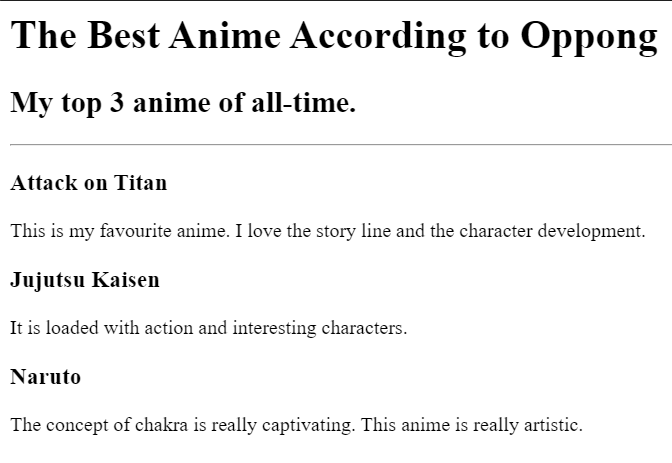 The Best Anime According to Oppong
My top 3 anime of all-time.
Attack on Titan
This is my favourite anime. I love the story line and the character development.
Jujutsu Kaisen
It is loaded with action and interesting characters.
Naruto
The concept of chakra is really captivating. This anime is really artistic.